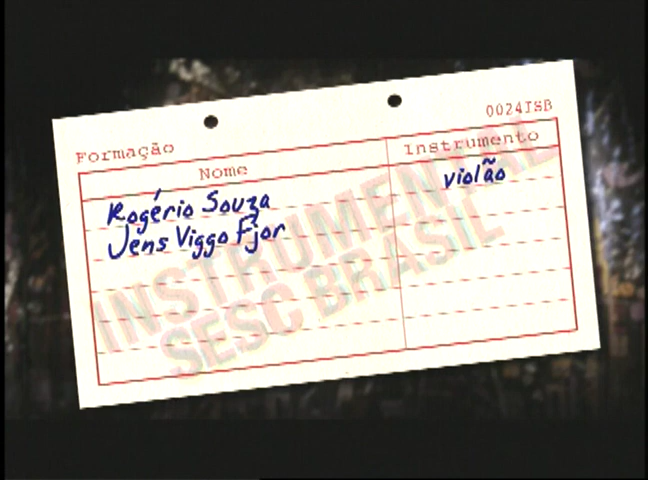 0024ISB
Formação
Nome
Instrumento
Rogério Souza
violão
Jens Viggo Fjor
INSTRUMENTAL
SESC BRASIL